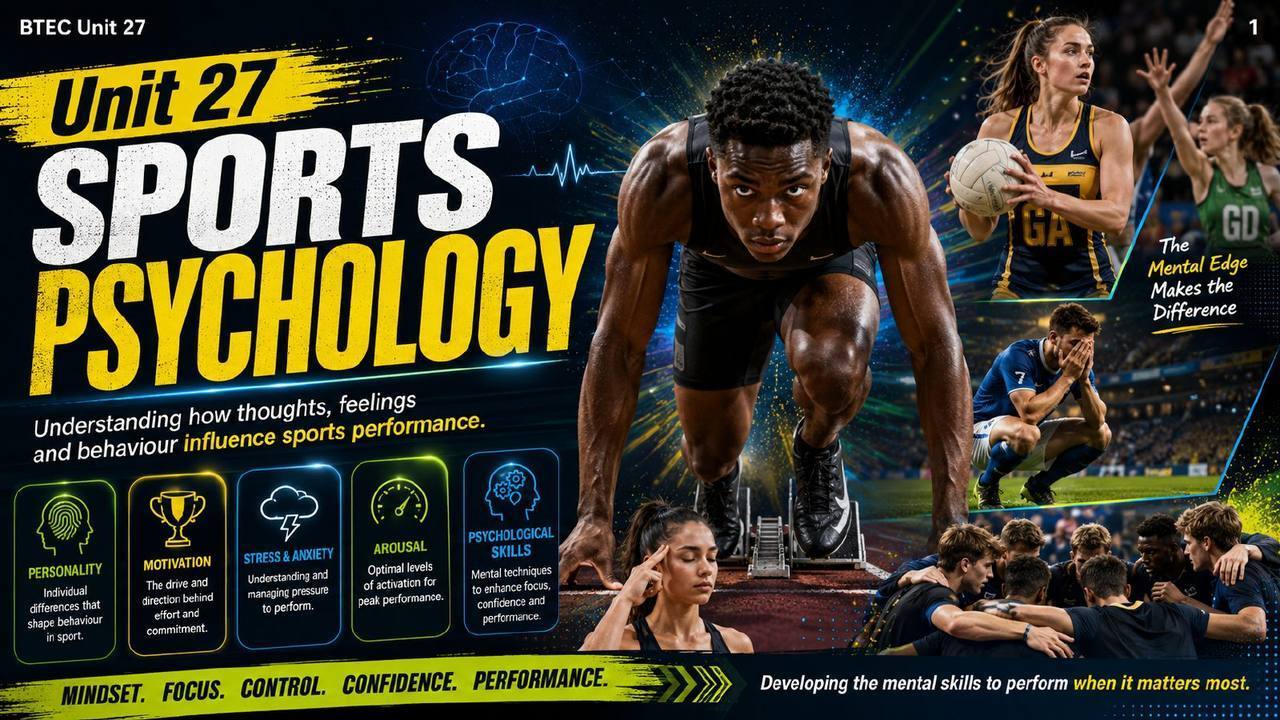 BTEC Unit 27
1
Unit 27
SPORTS
PSYCHOLOGY
Understanding how thoughts, feelings
and behaviour influence sports performance.
PERSONALITY
Individual
differences that
shape behaviour
in sport.
MOTIVATION
The drive and
direction behind
effort and
commitment.
STRESS & ANXIETY
Understanding and
managing pressure
to perform.
AROUSAL
Optimal levels
of activation for
peak performance.
PSYCHOLOGICAL
SKILLS
Mental techniques
to enhance focus,
confidence and
performance.
GA
GD
The
Mental Edge
Makes the
Difference
7
MINDSET. FOCUS. CONTROL. CONFIDENCE. PERFORMANCE.
Developing the mental skills to perform when it matters most.